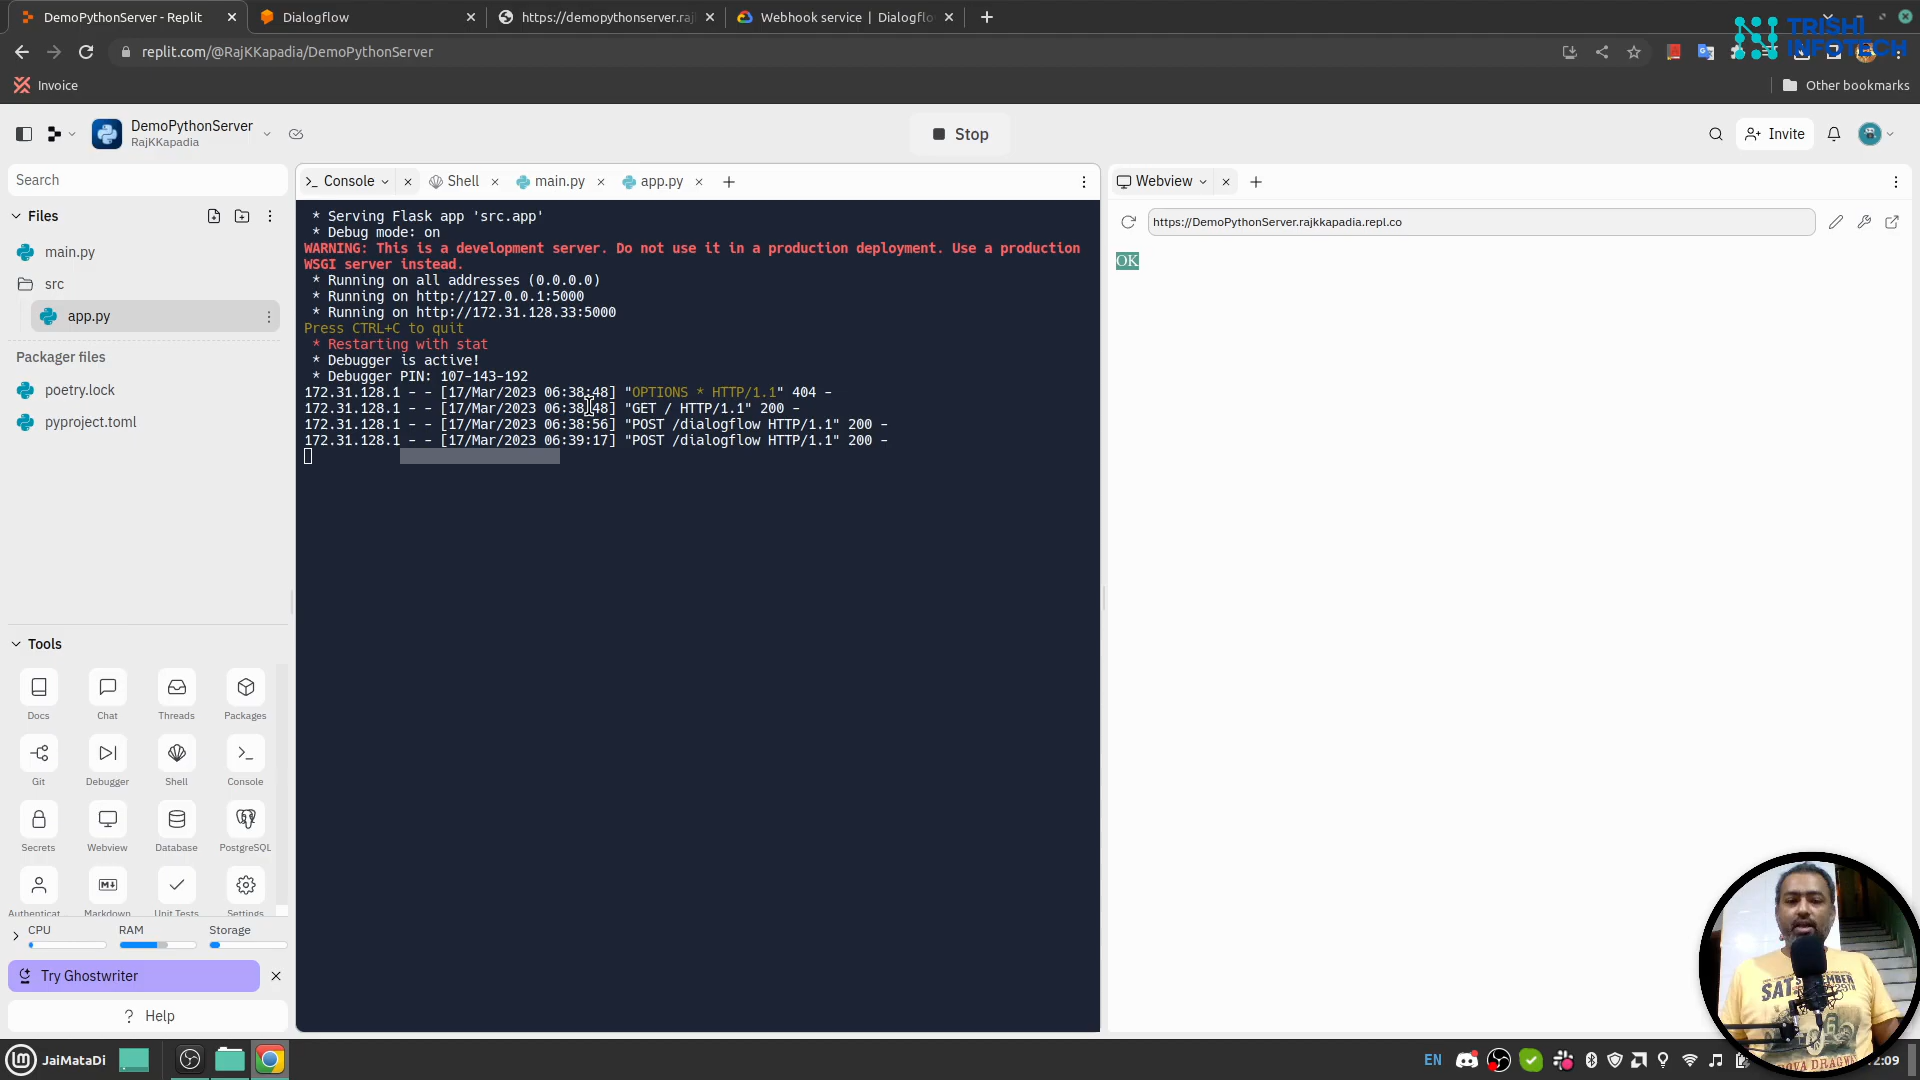 DemoPythonServer - Replit
Dialogflow
https://demopythonserver.raj
Webhook service | Dialogflo
replit.com/@RajKKapadia/DemoPythonServer
TRISHI
INFOTECH
Invoice
Other bookmarks
DemoPythonServer
RajKKapadia
Stop
Invite
Search
Files
main.py
src
app.py
Packager files
poetry.lock
pyproject.toml
Console
Shell
main.py
app.py
* Serving Flask app 'src.app'
* Debug mode: on
WARNING: This is a development server. Do not use it in a production deployment. Use a production
WSGI server instead.
* Running on all addresses (0.0.0.0)
* Running on http://127.0.0.1:5000
* Running on http://172.31.128.33:5000
Press CTRL+C to quit
* Restarting with stat
* Debugger is active!
* Debugger PIN: 107-143-192
172.31.128.1 - - [17/Mar/2023 06:38:48] "OPTIONS * HTTP/1.1" 404 -
172.31.128.1 - - [17/Mar/2023 06:38:48] "GET / HTTP/1.1" 200 -
172.31.128.1 - - [17/Mar/2023 06:38:56] "POST /dialogflow HTTP/1.1" 200 -
172.31.128.1 - - [17/Mar/2023 06:39:17] "POST /dialogflow HTTP/1.1" 200 -
Webview
https://DemoPythonServer.rajkkapadia.repl.co
OK
Tools
Docs
Chat
Threads
Packages
Git
Debugger
Shell
Console
Secrets
Webview
Database
PostgreSQL
Authenticat..
Markdown
Unit Tests
Settings
CPU
RAM
Storage
Try Ghostwriter
? Help
JaiMataDi
EN
2:09